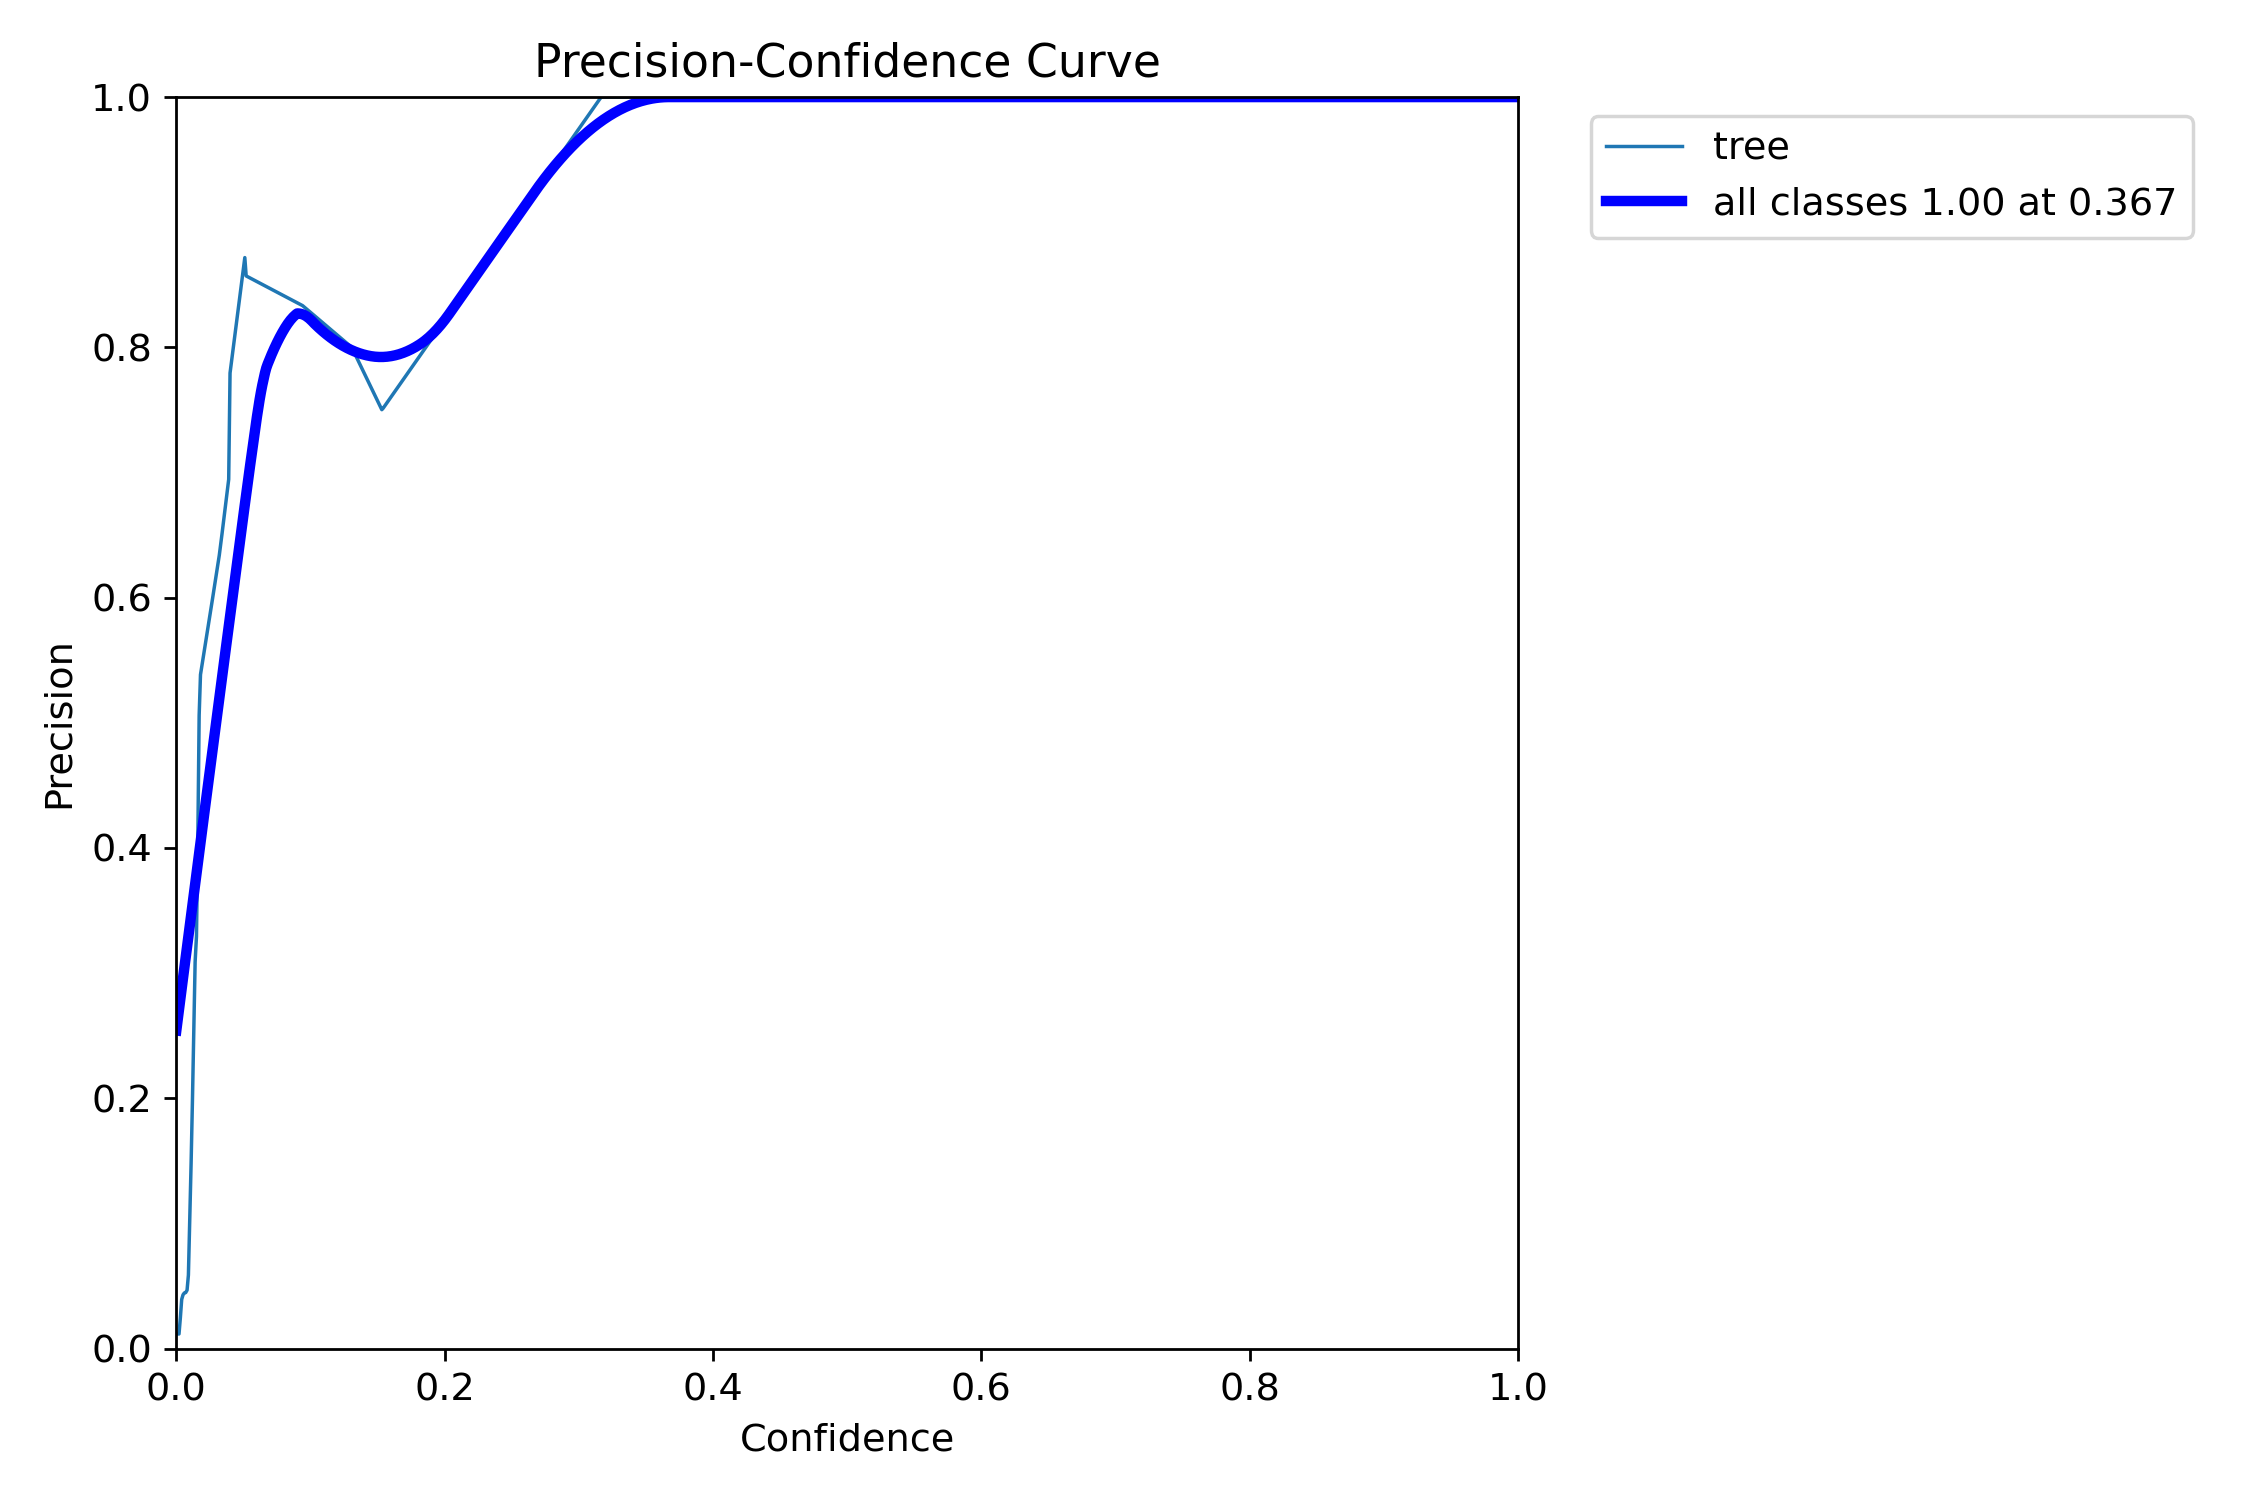 Precision-Confidence Curve
1.0
0.8
0.6
0.4
0.2
0.0
Precision
0.0 0.2 0.4 0.6 0.8 1.0
Confidence
tree
all classes 1.00 at 0.367